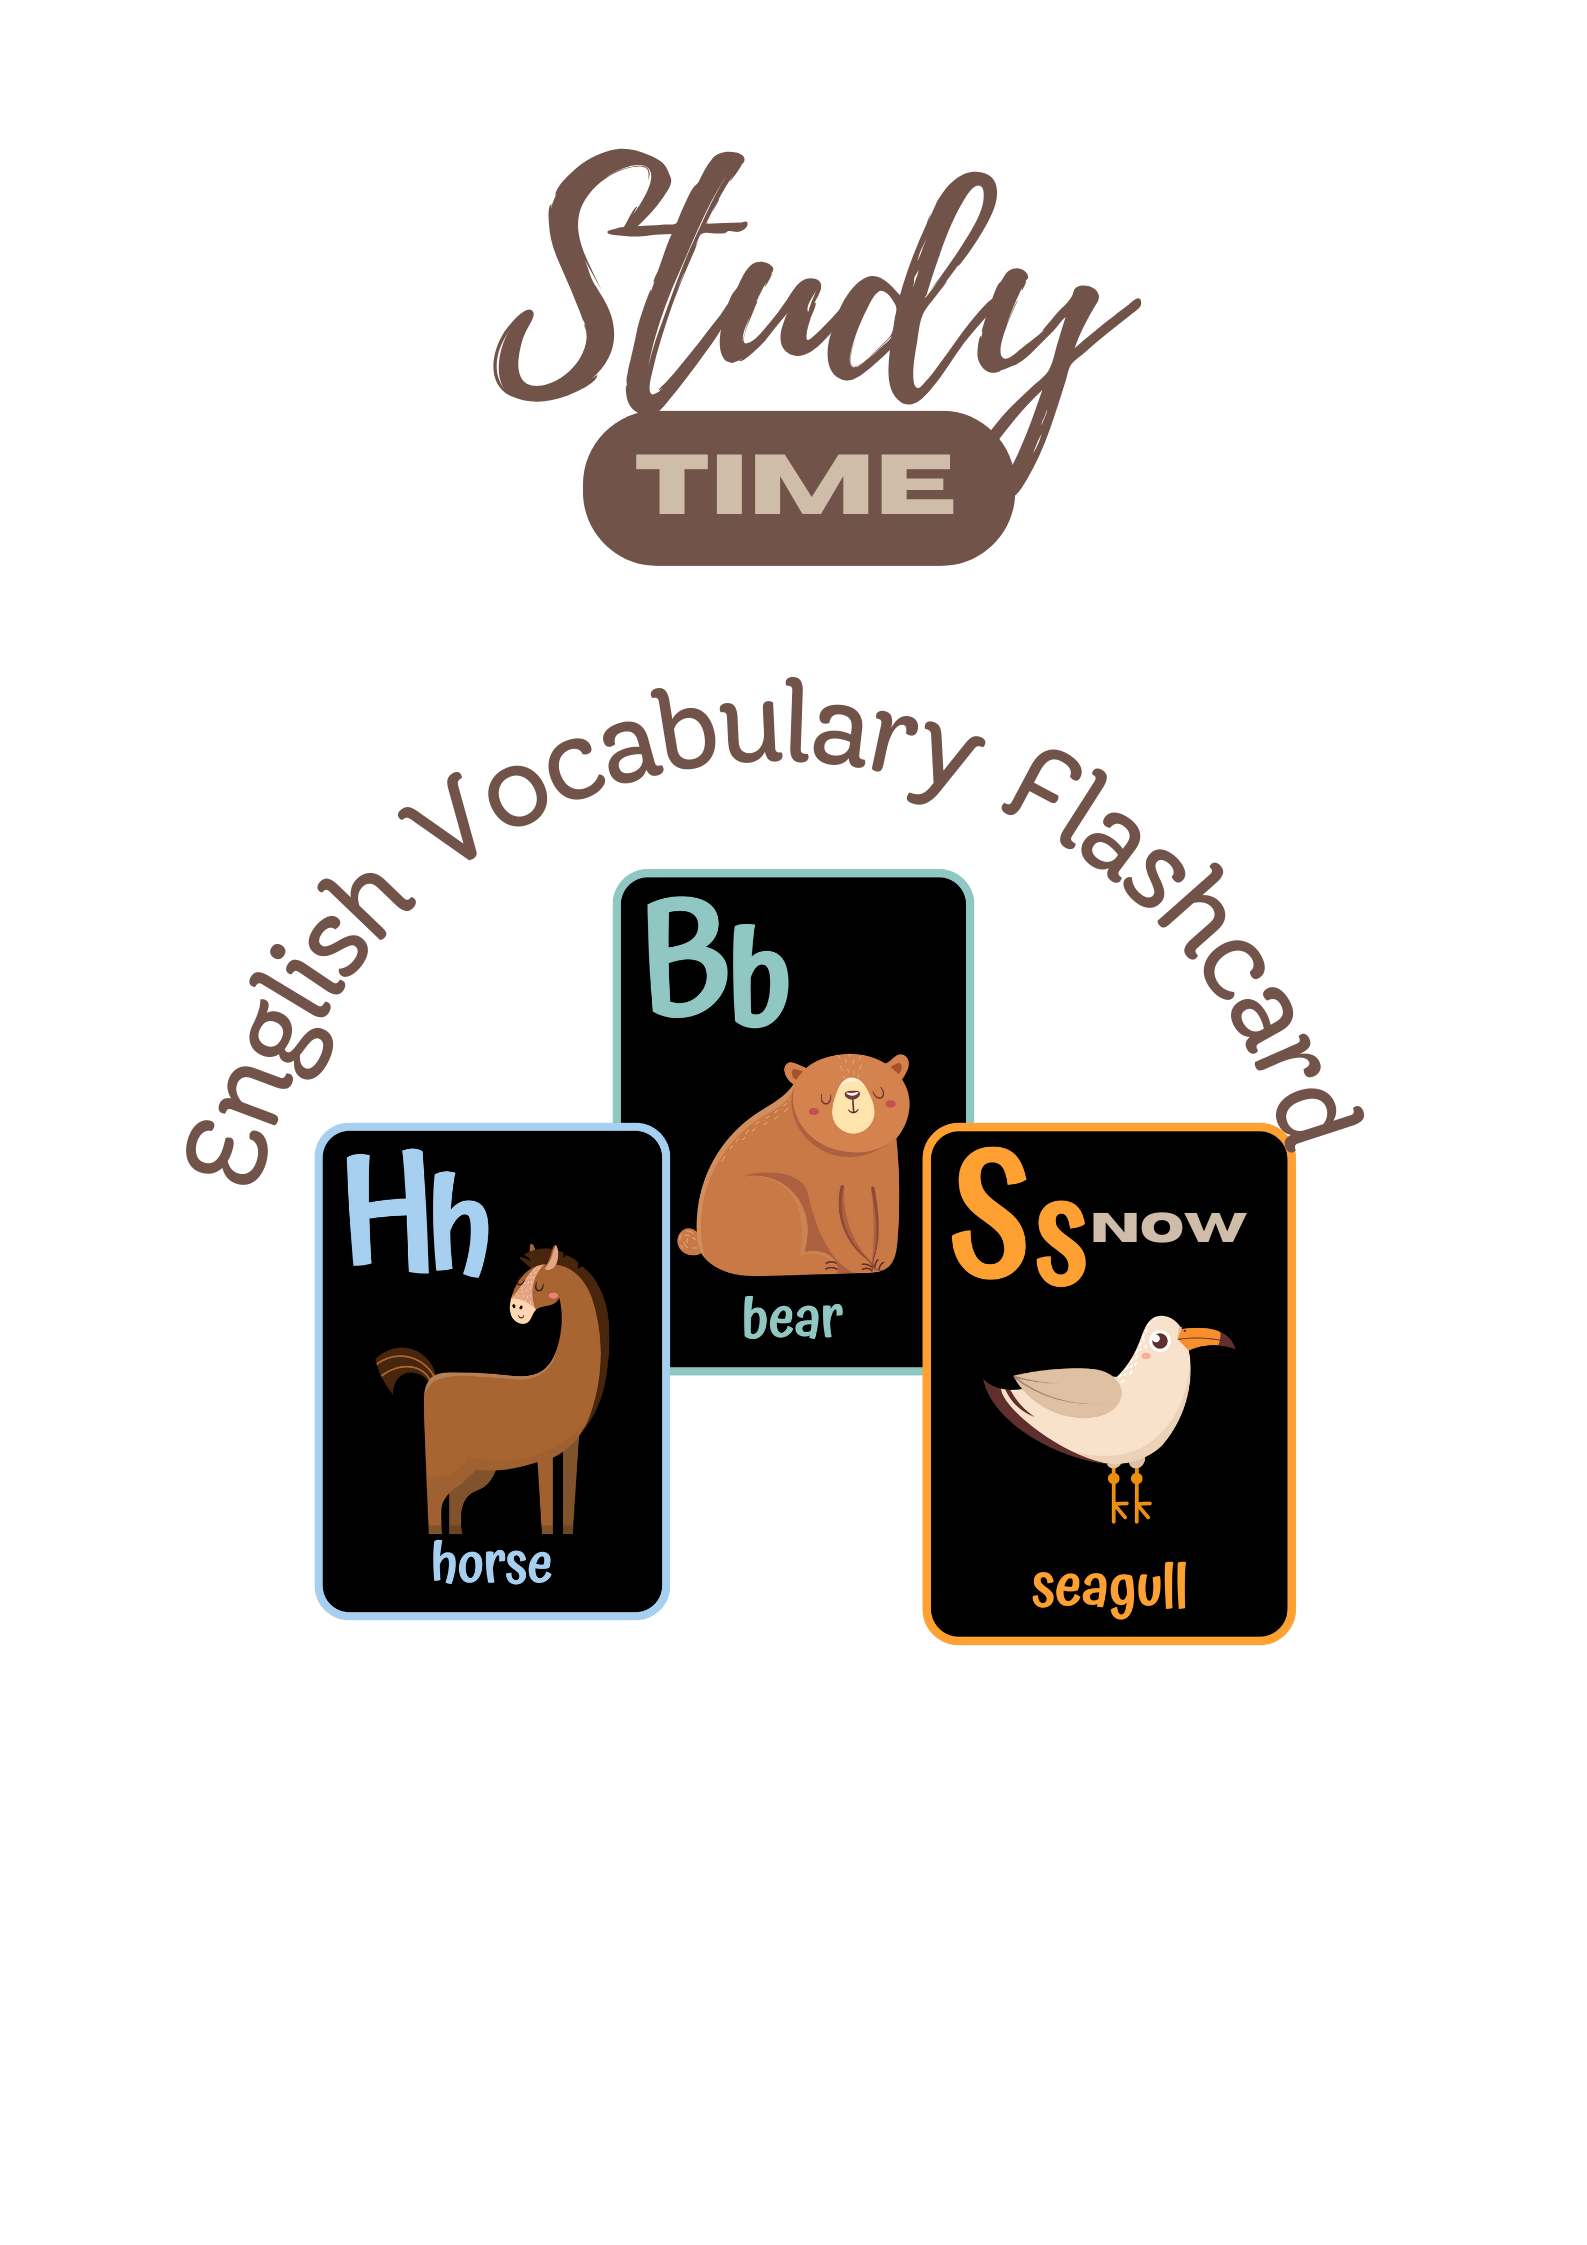 Study
TIME
English Vocabulary Flashcard
Bb
bear
Hh
horse
Ss NOW
seagull